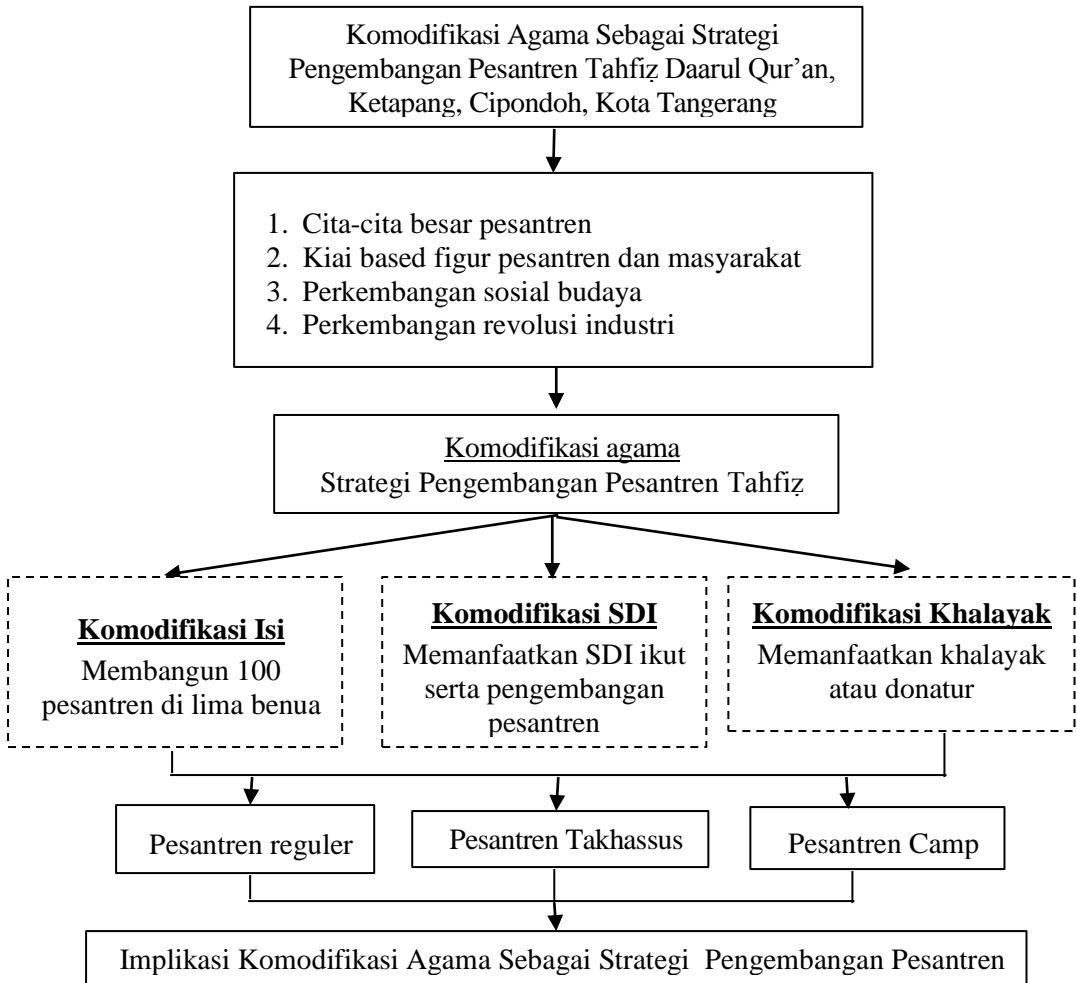 Komodifikasi Agama Sebagai Strategi
Pengembangan Pesantren Tahfiẓ Daarul Qur’an,
Ketapang, Cipondoh, Kota Tangerang
1. Cita-cita besar pesantren
2. Kiai based figur pesantren dan masyarakat
3. Perkembangan sosial budaya
4. Perkembangan revolusi industri
Komodifikasi agama
Strategi Pengembangan Pesantren Tahfiẓ
Komodifikasi Isi
Membangun 100
pesantren di lima benua
Komodifikasi SDI
Memanfaatkan SDI ikut
serta pengembangan
pesantren
Komodifikasi Khalayak
Memanfaatkan khalayak
atau donatur
Pesantren reguler
Pesantren Takhassus
Pesantren Camp
Implikasi Komodifikasi Agama Sebagai Strategi Pengembangan Pesantren